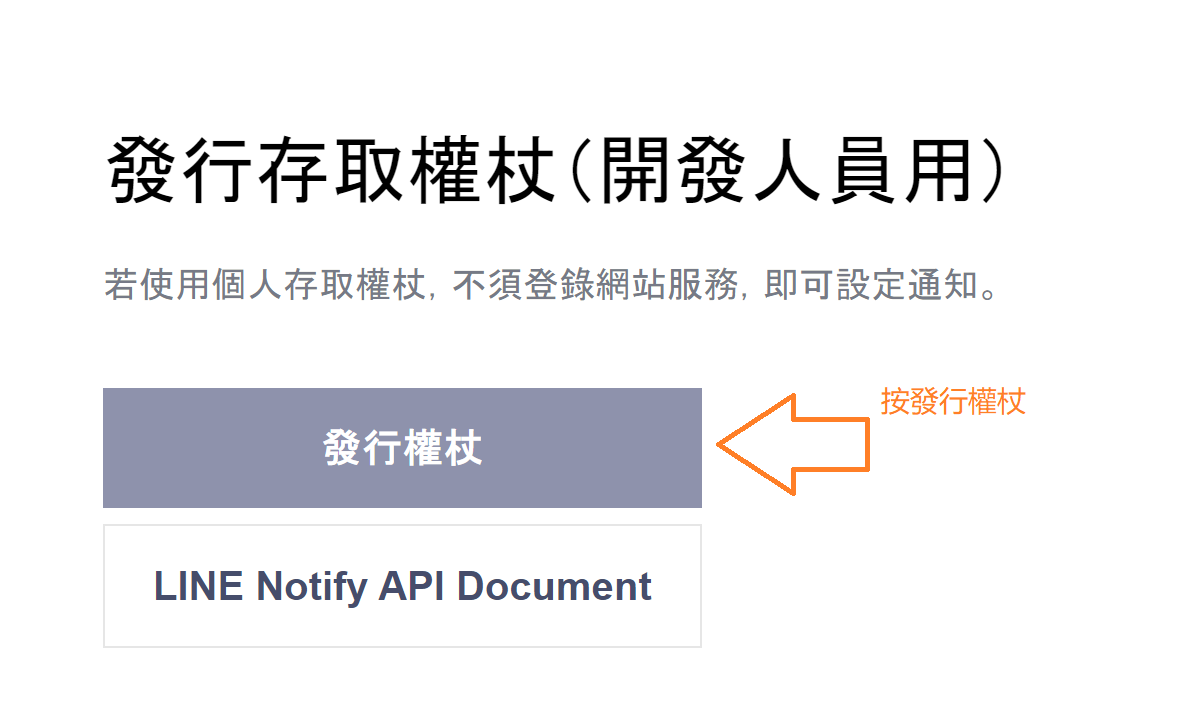 發行存取權杖(開發人員用)
若使用個人存取權杖, 不須登錄網站服務, 即可設定通知。
發行權杖
按發行權杖
LINE Notify API Document